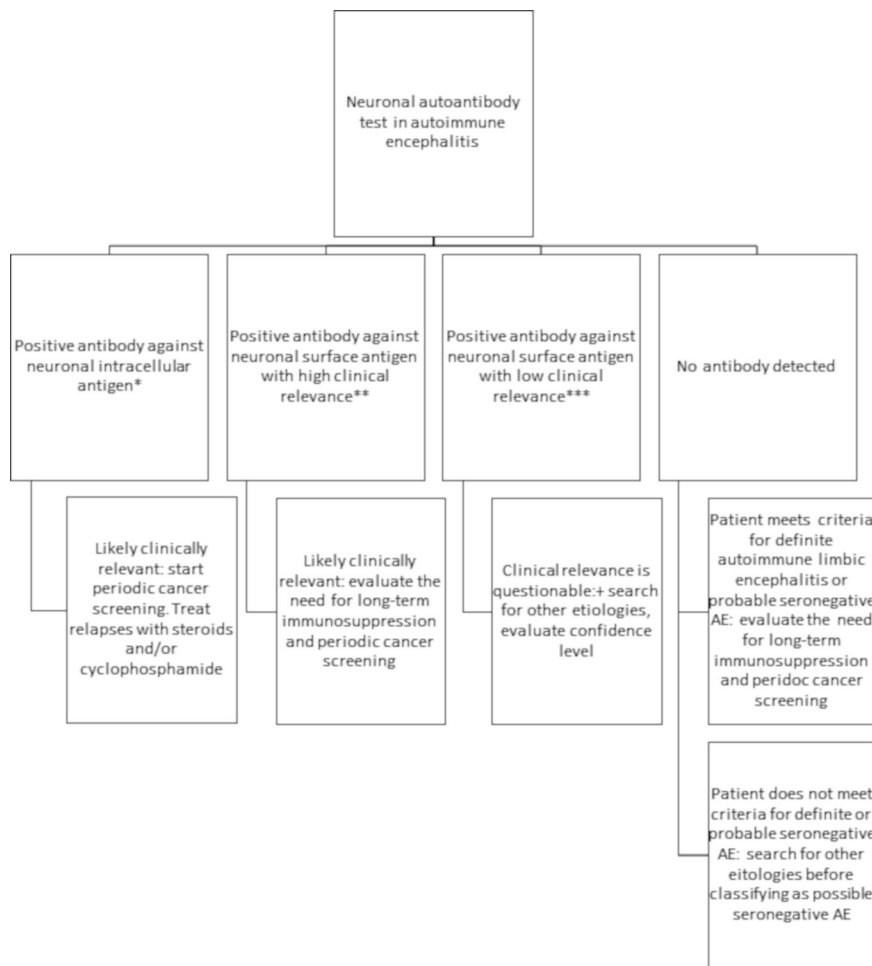 Neuronal autoantibody
test in autoimmune
encephalitis
Positive antibody against
neuronal intracellular
antigen*
Positive antibody against
neuronal surface antigen
with high clinical
relevance**
Positive antibody against
neuronal surface antigen
with low clinical
relevance***
No antibody detected
Likely clinically
relevant: start
periodic cancer
screening. Treat
relapses with steroids
and/or
cyclophosphamide
Likely clinically
relevant: evaluate the
need for long-term
immunosuppression
and periodic cancer
screening
Clinical relevance is
questionable:+ search
for other etiologies,
evaluate confidence
level
Patient meets criteria
for definite
autoimmune limbic
encephalitis or
probable seronegative
AE: evaluate the need
for long-term
immunosuppression
and peridoc cancer
screening
Patient does not meet
criteria for definite or
probable seronegative
AE: search for other
eitologies before
classifying as possible
seronegative AE